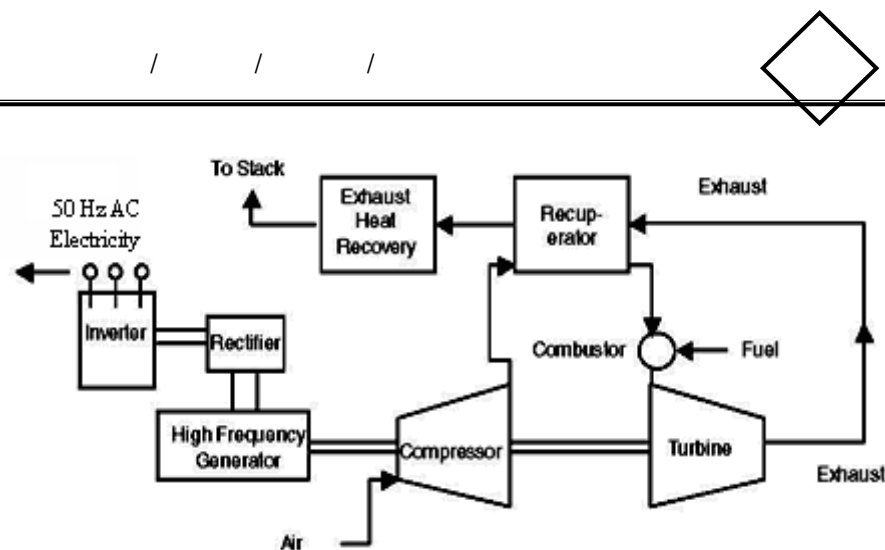 / / /
To Stack
Exhaust
Heat
Recovery
Recup-
erator
Exhaust
50 Hz AC
Electricity
Inverter
Rectifier
Combustor
Fuel
High Frequency
Generator
Compressor
Turbine
Exhaust
Air